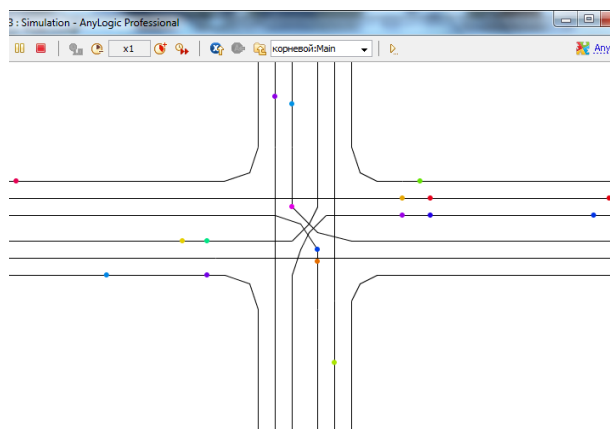 3 : Simulation - AnyLogic Professional
x1 корневой:Main Any